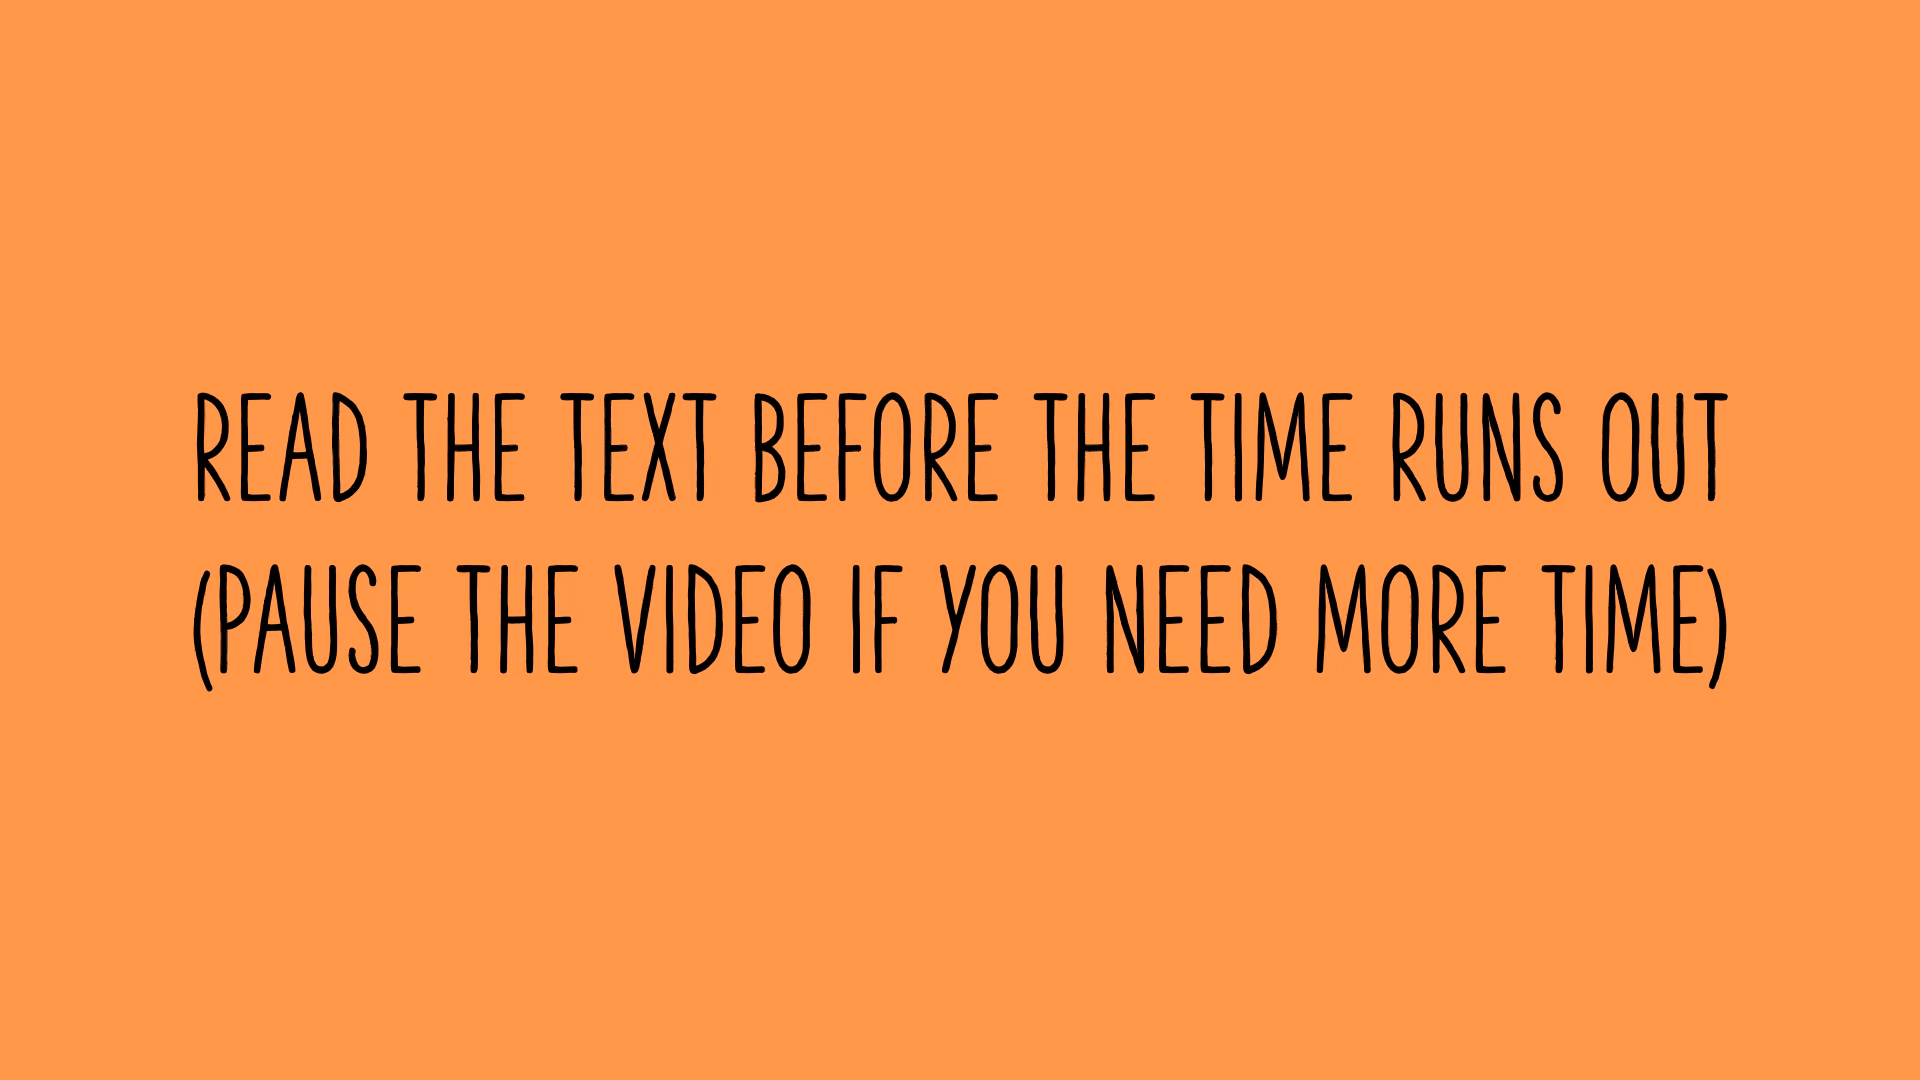 READ THE TEXT BEFORE THE TIME RUNS OUT
(PAUSE THE VIDEO IF YOU NEED MORE TIME)